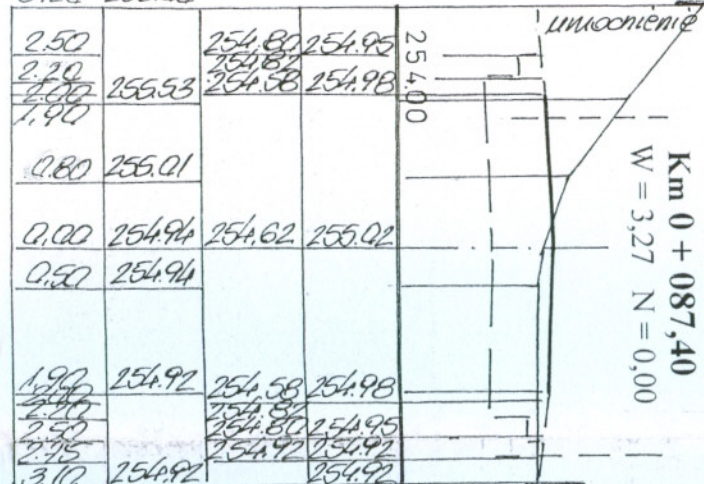 2.50 254.80 254.95
2.20 254.82
2.00 255.53 254.58 254.98
1.90
0.80 255.01
0.00 254.94 254.62 255.02
0.50 254.94
1.90 254.92 254.58 254.98
2.20 254.82
2.50 254.80 254.95
2.75 254.92 254.92
3.10 254.92 254.92
254.00
umocnienie
Km 0 + 087,40
W = 3,27 N = 0,00